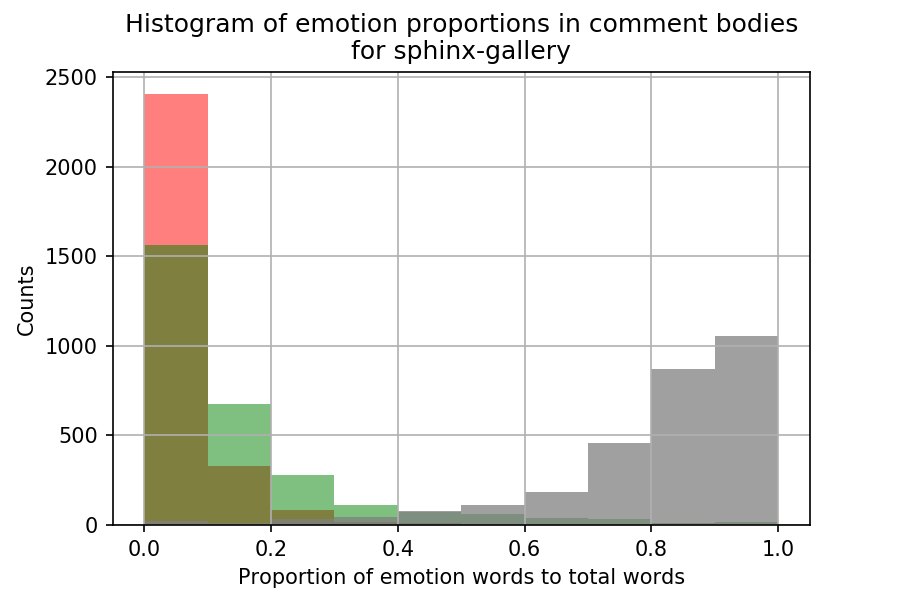 Histogram of emotion proportions in comment bodies
for sphinx-gallery
2500
2000
1500
1000
500
0
Counts
0.0 0.2 0.4 0.6 0.8 1.0
Proportion of emotion words to total words